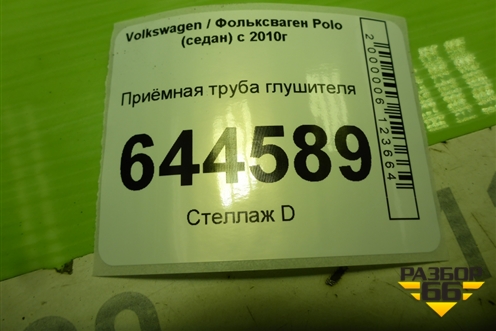 Volkswagen / Фольксваген Polo
(седан) с 2010г
Приёмная труба глушителя
644589
Стеллаж D
2000006123664
РАЗБОР
66